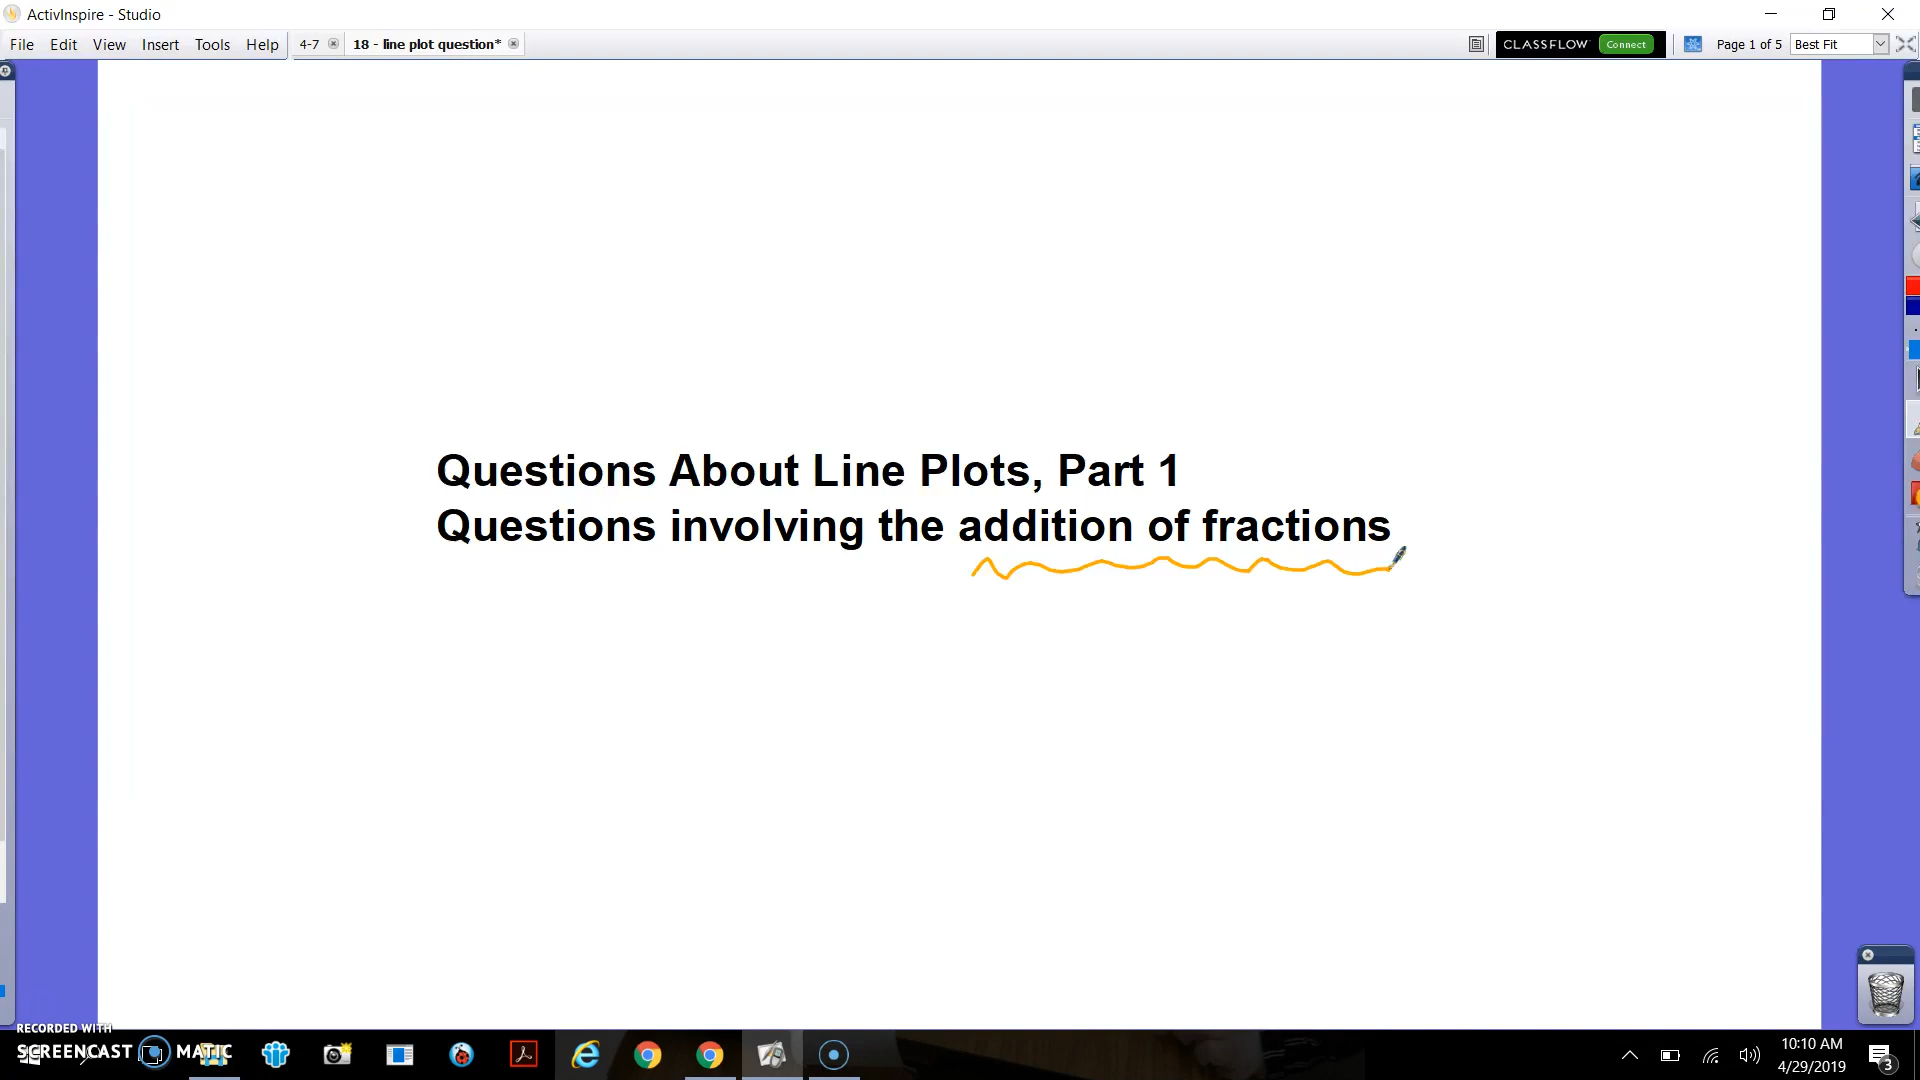 ActivInspire - Studio
File Edit View Insert Tools Help 4-7 18 - line plot question* CLASSFLOW Connect Page 1 of 5 Best Fit
Questions About Line Plots, Part 1
Questions involving the addition of fractions
RECORDED WITH
SCREENCAST MATIC
10:10 AM
4/29/2019
3